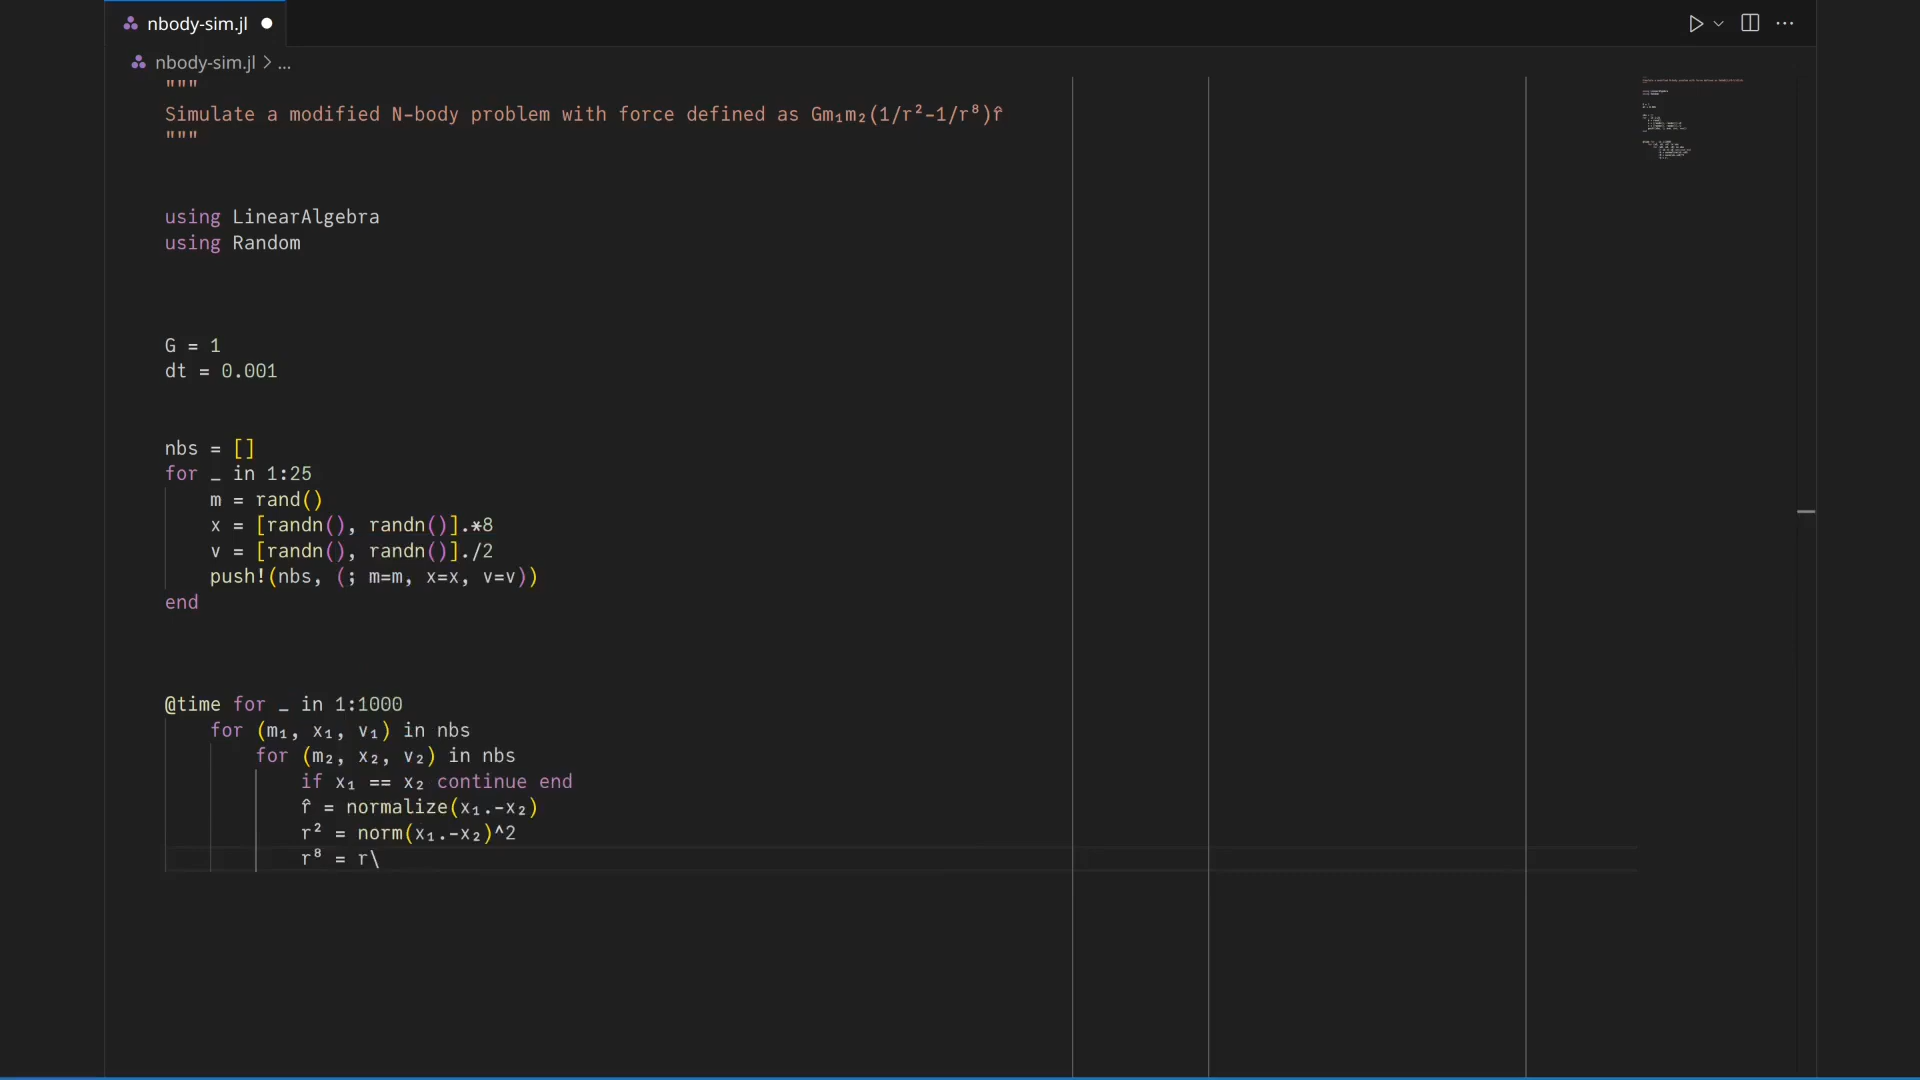 nbody-sim.jl
nbody-sim.jl > ...
"""
Simulate a modified N-body problem with force defined as Gm₁m₂(1/r²-1/r⁸)r̂
"""
using LinearAlgebra
using Random
G = 1
dt = 0.001
nbs = []
for _ in 1:25
    m = rand()
    x = [randn(), randn()].*8
    v = [randn(), randn()]./2
    push!(nbs, (; m=m, x=x, v=v))
end
@time for _ in 1:1000
    for (m₁, x₁, v₁) in nbs
        for (m₂, x₂, v₂) in nbs
            if x₁ == x₂ continue end
            r̂ = normalize(x₁.-x₂)
            r² = norm(x₁.-x₂)^2
            r⁸ = r\